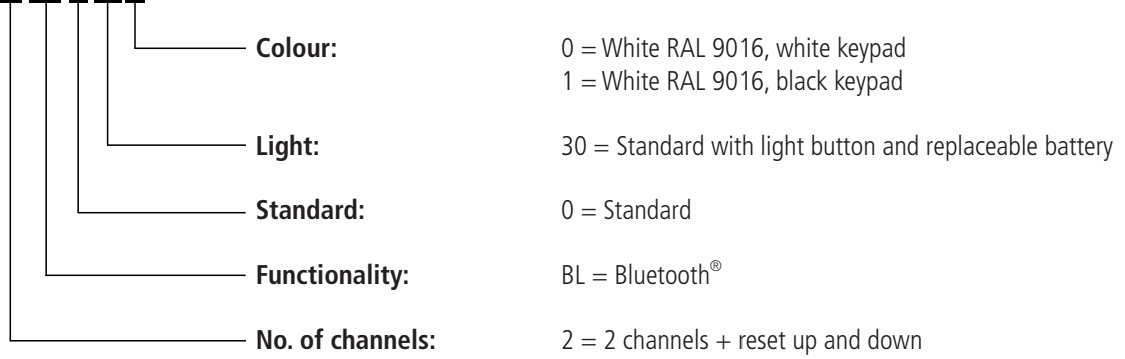 Colour: 0 = White RAL 9016, white keypad
1 = White RAL 9016, black keypad
Light: 30 = Standard with light button and replaceable battery
Standard: 0 = Standard
Functionality: BL = Bluetooth®
No. of channels: 2 = 2 channels + reset up and down